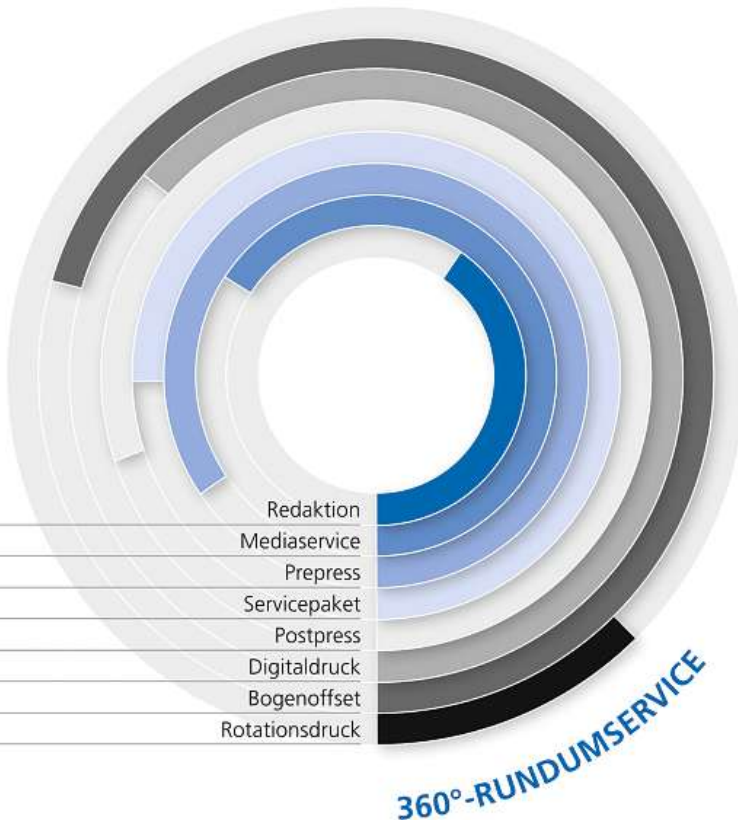 Redaktion
Mediaservice
Prepress
Servicepaket
Postpress
Digitaldruck
Bogenoffset
Rotationsdruck
360°-RUNDUMSERVICE